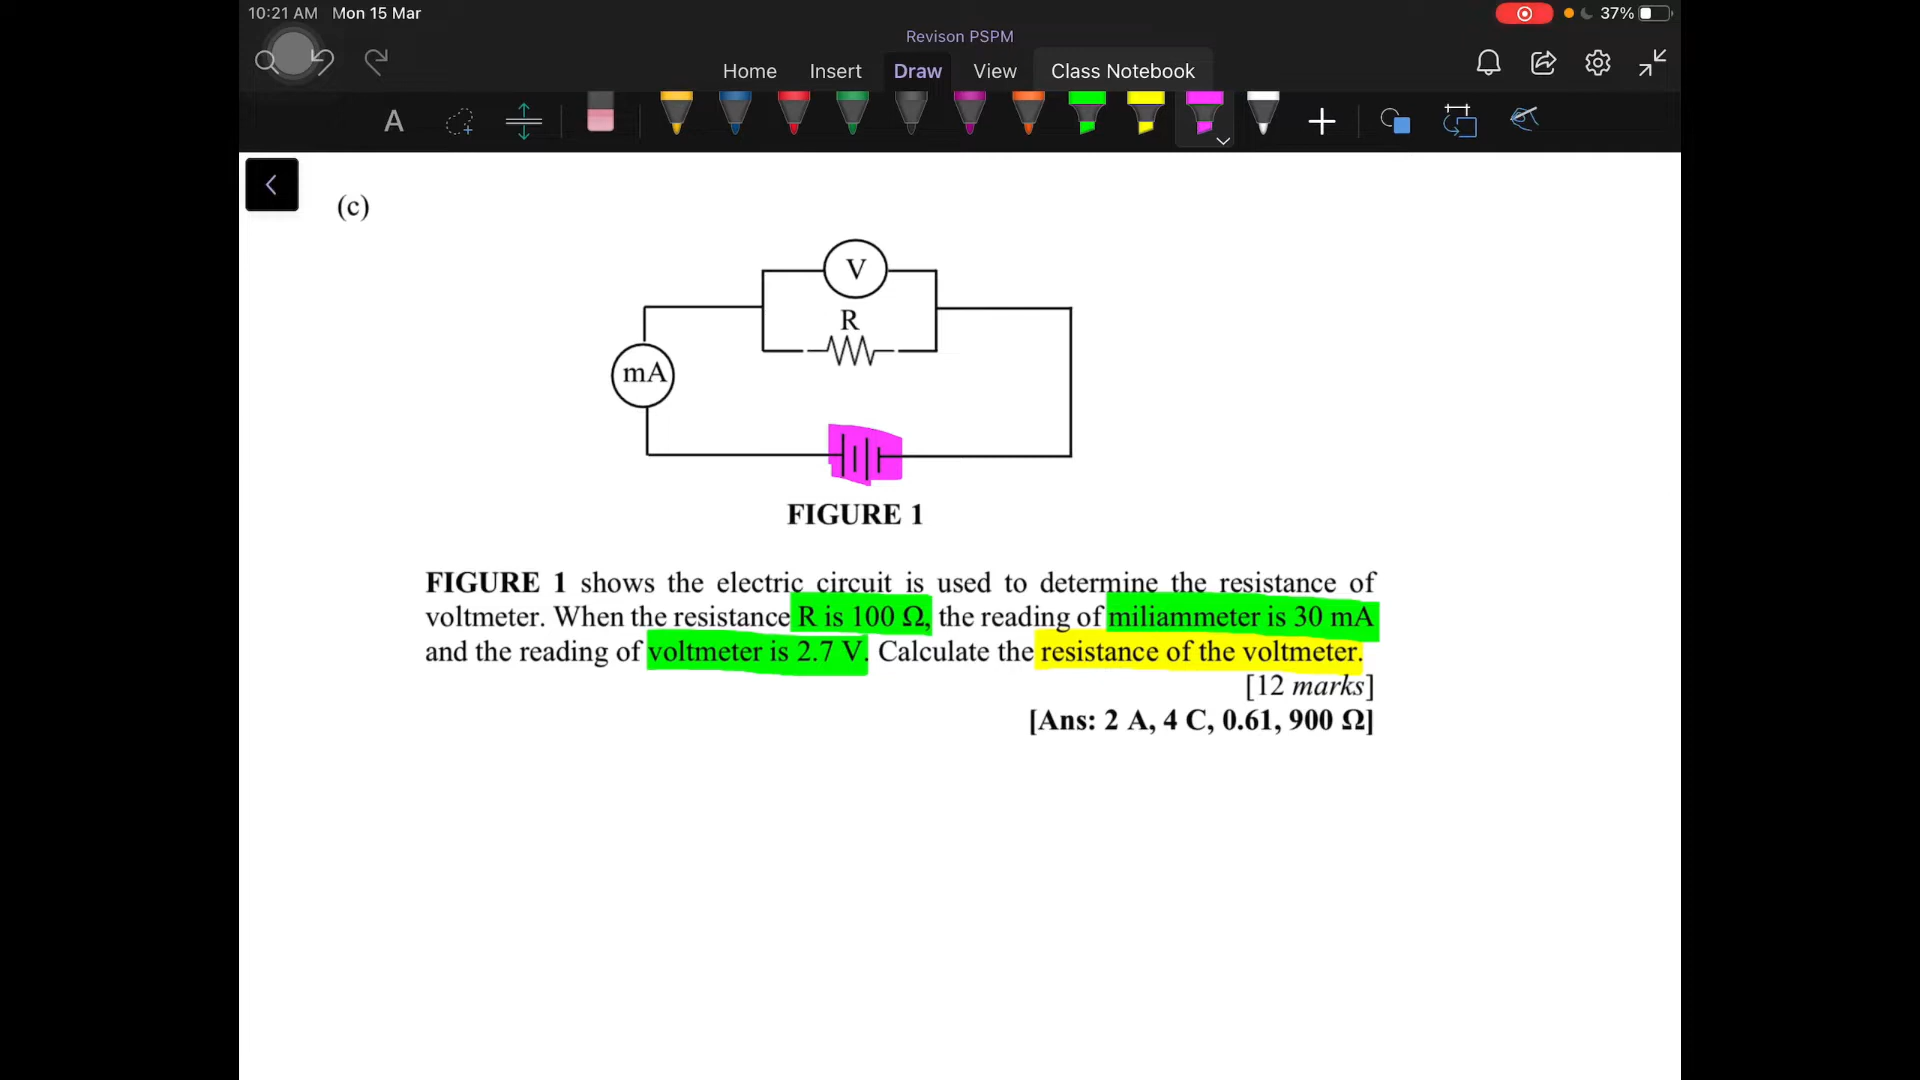 10:21 AM Mon 15 Mar
37%
Revison PSPM
Home Insert Draw View Class Notebook
A
(c)
V
R
mA
FIGURE 1
FIGURE 1 shows the electric circuit is used to determine the resistance of
voltmeter. When the resistance R is 100 Ω, the reading of miliammeter is 30 mA
and the reading of voltmeter is 2.7 V. Calculate the resistance of the voltmeter.
[12 marks]
[Ans: 2 A, 4 C, 0.61, 900 Ω]